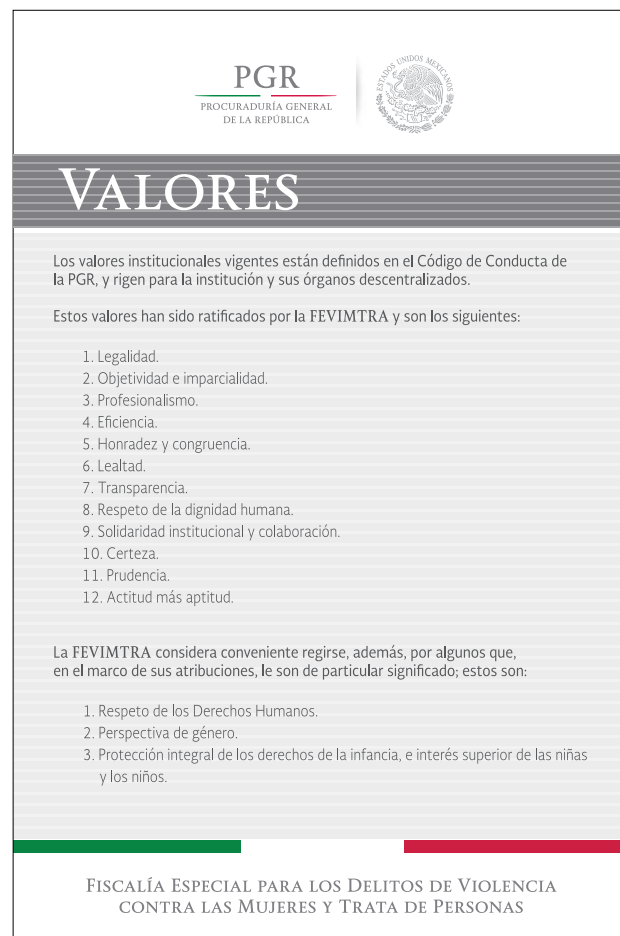 PGR
PROCURADURÍA GENERAL
DE LA REPÚBLICA
ESTADOS UNIDOS MEXICANOS
VALORES
Los valores institucionales vigentes están definidos en el Código de Conducta de
la PGR, y rigen para la institución y sus órganos descentralizados.
Estos valores han sido ratificados por la FEVIMTRA y son los siguientes:
1. Legalidad.
2. Objetividad e imparcialidad.
3. Profesionalismo.
4. Eficiencia.
5. Honradez y congruencia.
6. Lealtad.
7. Transparencia.
8. Respeto de la dignidad humana.
9. Solidaridad institucional y colaboración.
10. Certeza.
11. Prudencia.
12. Actitud más aptitud.
La FEVIMTRA considera conveniente regirse, además, por algunos que,
en el marco de sus atribuciones, le son de particular significado; estos son:
1. Respeto de los Derechos Humanos.
2. Perspectiva de género.
3. Protección integral de los derechos de la infancia, e interés superior de las niñas
y los niños.
FISCALÍA ESPECIAL PARA LOS DELITOS DE VIOLENCIA
CONTRA LAS MUJERES Y TRATA DE PERSONAS